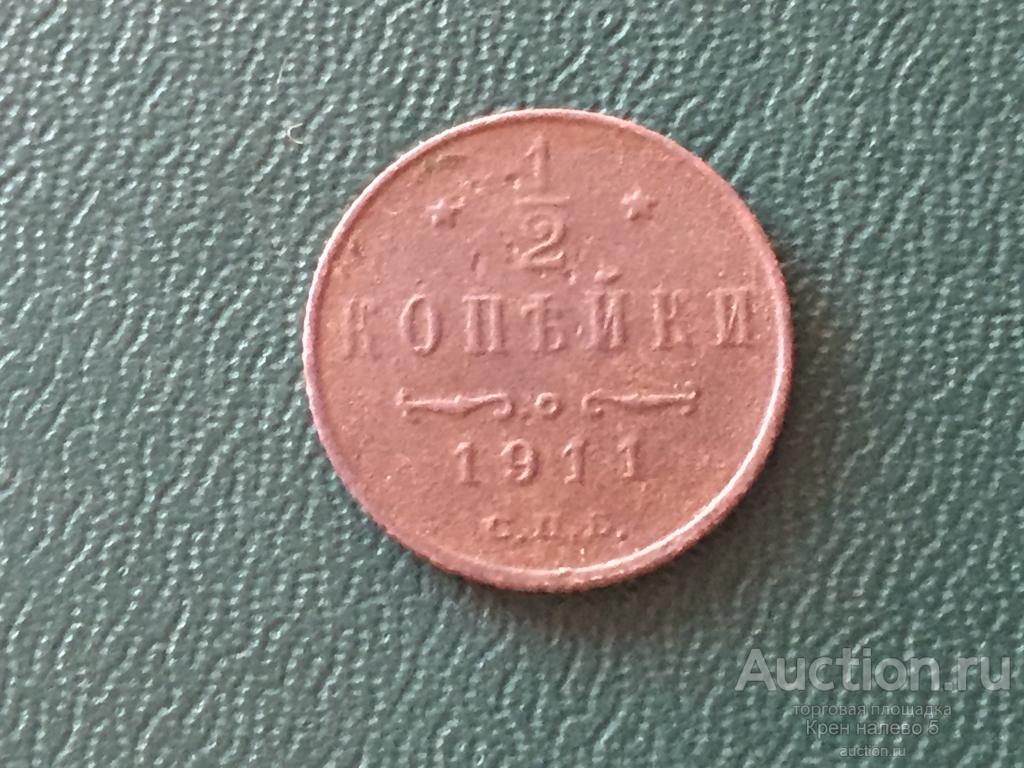 1
2
КОПѢЙКИ
1911
С.П.Б.
Auction.ru
торговая площадка
Крен налево 5
auction.ru